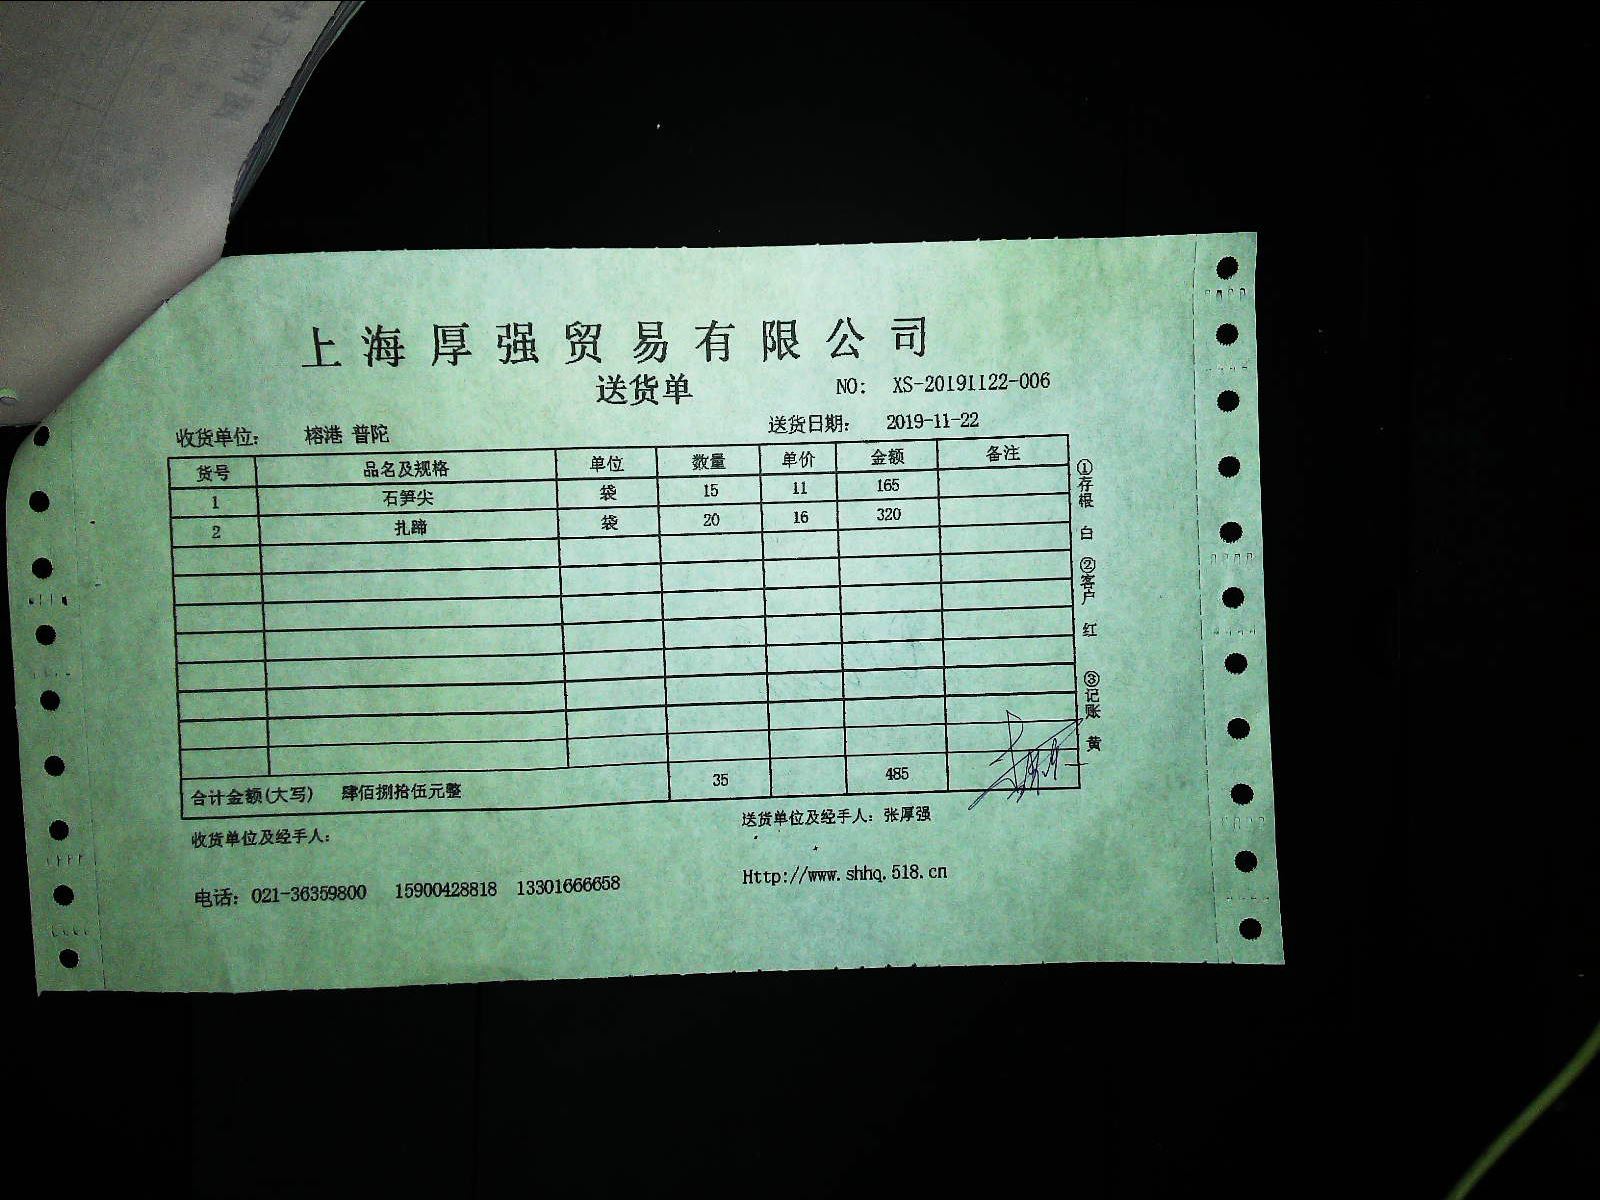 上海厚强贸易有限公司
送货单
NO: XS-20191122-006
收货单位: 榕港 普陀
送货日期: 2019-11-22
货号 品名及规格 单位 数量 单价 金额 备注
1 石笋尖 袋 15 11 165
2 扎蹄 袋 20 16 320
合计金额(大写) 肆佰捌拾伍元整 35 485
收货单位及经手人:
送货单位及经手人: 张厚强
电话: 021-36359800 15900428818 13301666658
Http://www.shhq.518.cn
①存根 白 ②客户 红 ③记账 黄